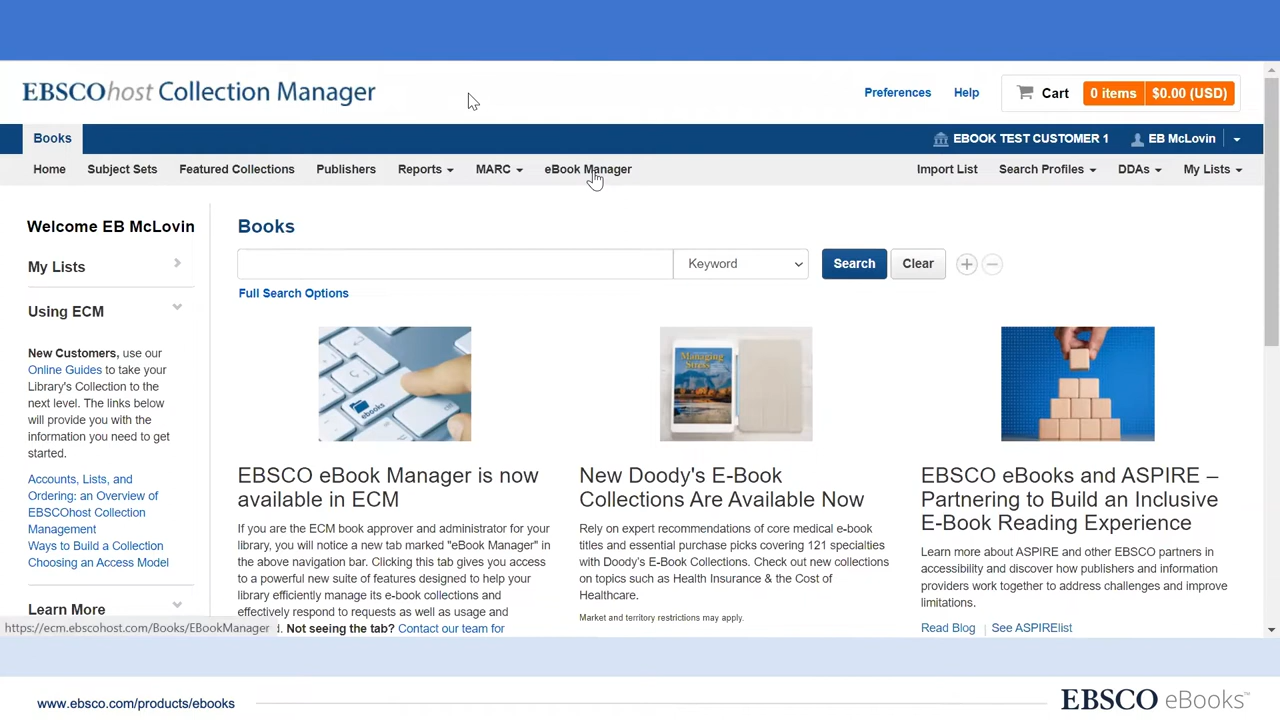 EBSCOhost Collection Manager
Preferences
Help
Cart
0 items
$0.00 (USD)
Books
EBOOK TEST CUSTOMER 1
EB McLovin
Home
Subject Sets
Featured Collections
Publishers
Reports
MARC
eBook Manager
Import List
Search Profiles
DDAs
My Lists
Welcome EB McLovin
My Lists
Using ECM
New Customers, use our
Online Guides to take your
Library's Collection to the
next level. The links below
will provide you with the
information you need to get
started.
Accounts, Lists, and
Ordering: an Overview of
EBSCOhost Collection
Management
Ways to Build a Collection
Choosing an Access Model
Learn More
Books
Keyword
Search
Clear
Full Search Options
ebooks
EBSCO eBook Manager is now
available in ECM
If you are the ECM book approver and administrator for your
library, you will notice a new tab marked "eBook Manager" in
the above navigation bar. Clicking this tab gives you access
to a powerful new suite of features designed to help your
library efficiently manage its e-book collections and
effectively respond to requests as well as usage and
d. Not seeing the tab? Contact our team for
Managing
Stress
New Doody's E-Book
Collections Are Available Now
Rely on expert recommendations of core medical e-book
titles and essential purchase picks covering 121 specialties
with Doody's E-Book Collections. Check out new collections
on topics such as Health Insurance & the Cost of
Healthcare.
Market and territory restrictions may apply.
EBSCO eBooks and ASPIRE –
Partnering to Build an Inclusive
E-Book Reading Experience
Learn more about ASPIRE and other EBSCO partners in
accessibility and discover how publishers and information
providers work together to address challenges and improve
limitations.
Read Blog | See ASPIRElist
https://ecm.ebscohost.com/Books/EBookManager
www.ebsco.com/products/ebooks
EBSCO eBooks™